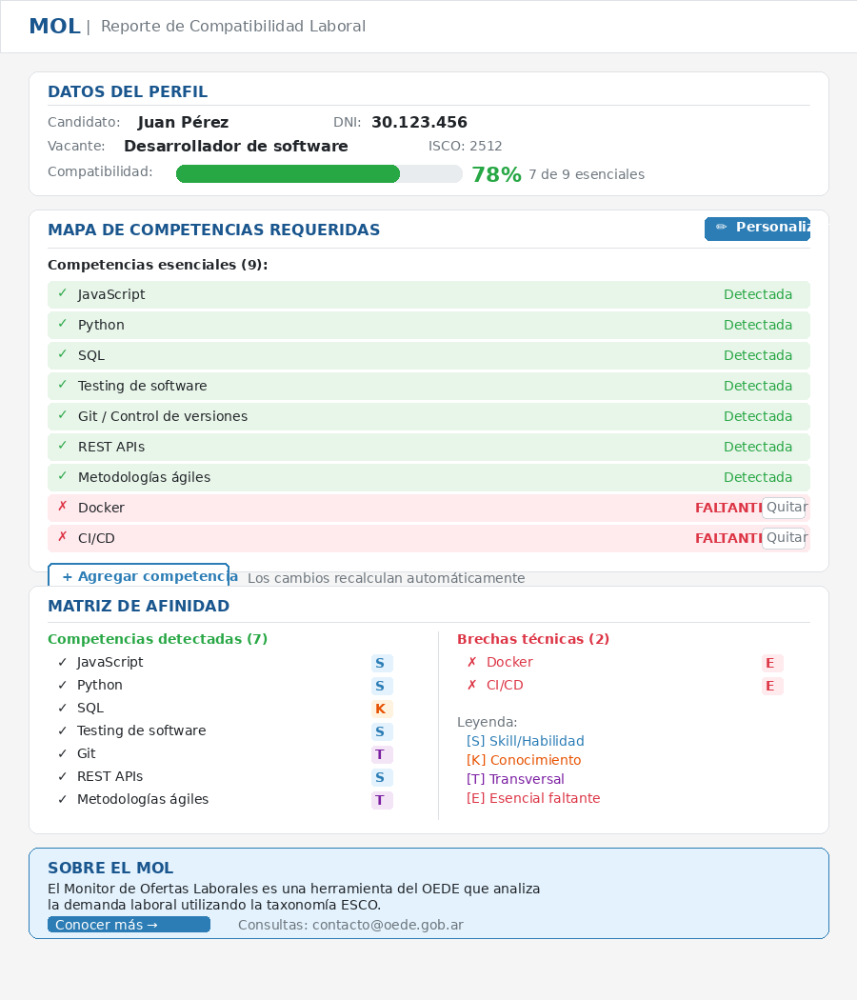 MOL | Reporte de Compatibilidad Laboral
DATOS DEL PERFIL
Candidato: Juan Pérez DNI: 30.123.456
Vacante: Desarrollador de software ISCO: 2512
Compatibilidad: 78% 7 de 9 esenciales
MAPA DE COMPETENCIAS REQUERIDAS
✏ Personaliz
Competencias esenciales (9):
✓ JavaScript Detectada
✓ Python Detectada
✓ SQL Detectada
✓ Testing de software Detectada
✓ Git / Control de versiones Detectada
✓ REST APIs Detectada
✓ Metodologías ágiles Detectada
✗ Docker FALTANTE Quitar
✗ CI/CD FALTANTE Quitar
+ Agregar competencia Los cambios recalculan automáticamente
MATRIZ DE AFINIDAD
Competencias detectadas (7)
✓ JavaScript S
✓ Python S
✓ SQL K
✓ Testing de software S
✓ Git T
✓ REST APIs S
✓ Metodologías ágiles T
Brechas técnicas (2)
✗ Docker E
✗ CI/CD E
Leyenda:
[S] Skill/Habilidad
[K] Conocimiento
[T] Transversal
[E] Esencial faltante
SOBRE EL MOL
El Monitor de Ofertas Laborales es una herramienta del OEDE que analiza
la demanda laboral utilizando la taxonomía ESCO.
Conocer más → Consultas: contacto@oede.gob.ar